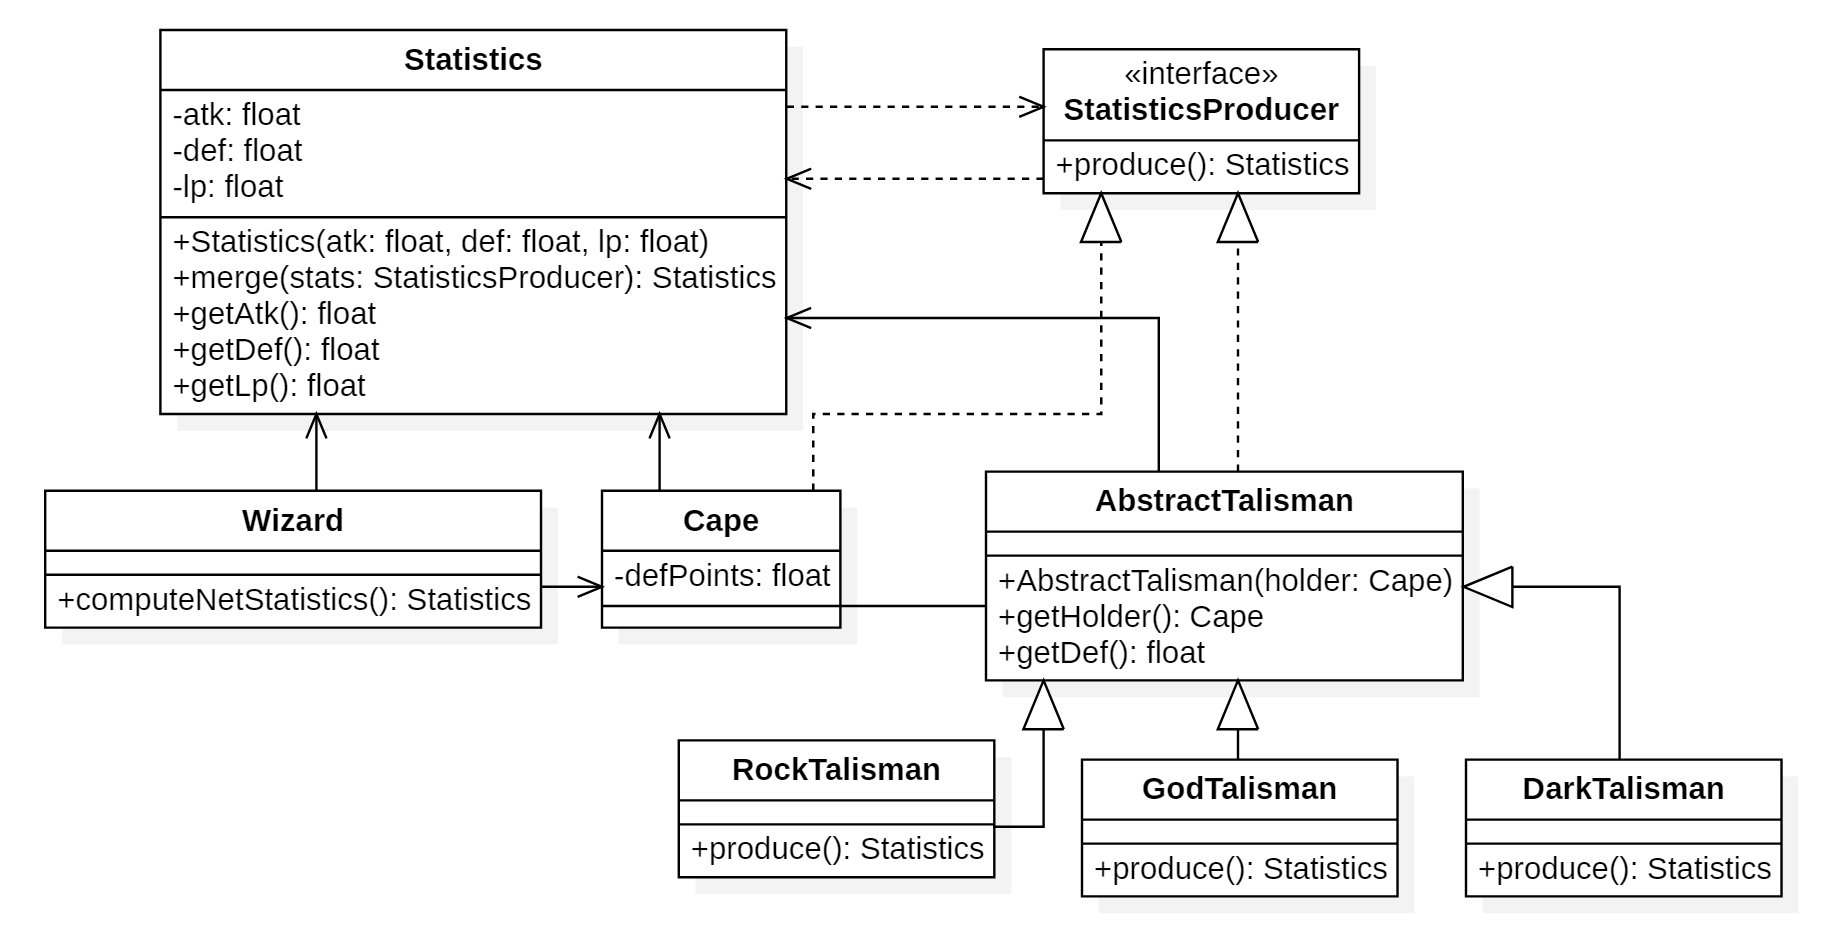 Statistics
-atk: float
-def: float
-lp: float
+Statistics(atk: float, def: float, lp: float)
+merge(stats: StatisticsProducer): Statistics
+getAtk(): float
+getDef(): float
+getLp(): float
«interface»
StatisticsProducer
+produce(): Statistics
Wizard
+computeNetStatistics(): Statistics
Cape
-defPoints: float
AbstractTalisman
+AbstractTalisman(holder: Cape)
+getHolder(): Cape
+getDef(): float
RockTalisman
+produce(): Statistics
GodTalisman
+produce(): Statistics
DarkTalisman
+produce(): Statistics